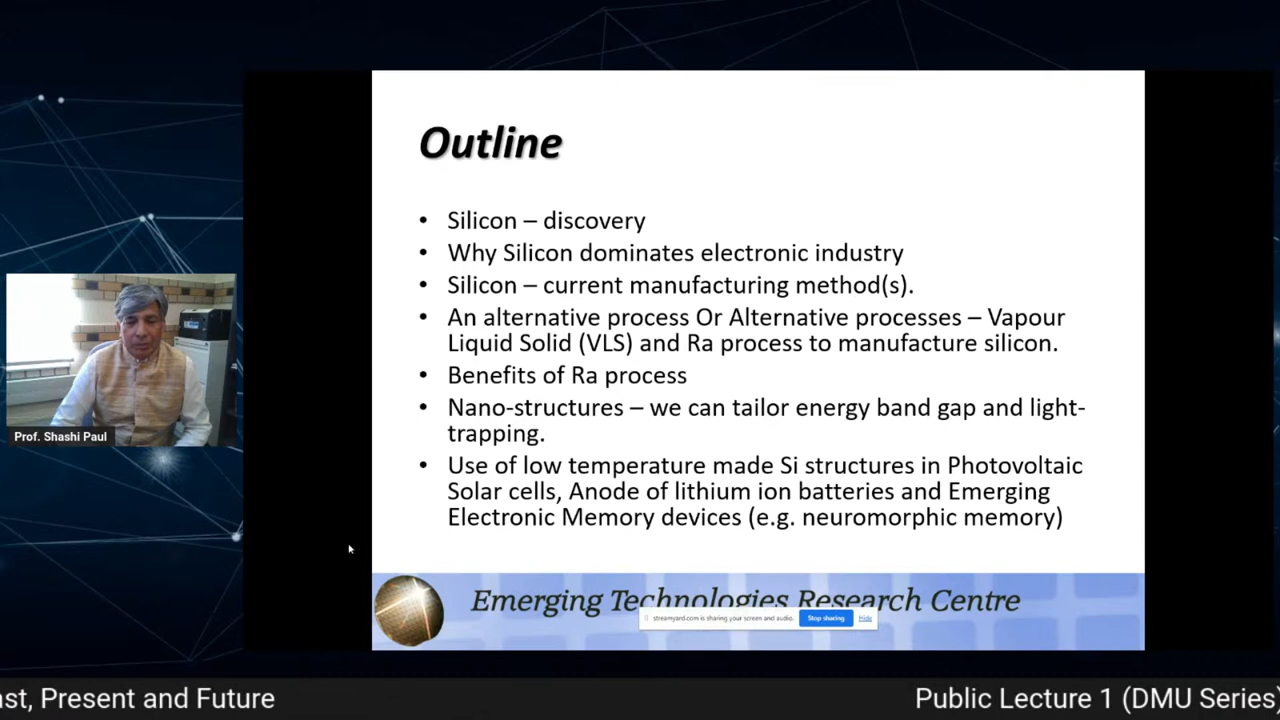 Outline
• Silicon – discovery
• Why Silicon dominates electronic industry
• Silicon – current manufacturing method(s).
• An alternative process Or Alternative processes – Vapour
Liquid Solid (VLS) and Ra process to manufacture silicon.
• Benefits of Ra process
• Nano-structures – we can tailor energy band gap and light-
trapping.
• Use of low temperature made Si structures in Photovoltaic
Solar cells, Anode of lithium ion batteries and Emerging
Electronic Memory devices (e.g. neuromorphic memory)
Prof. Shashi Paul
Emerging Technologies Research Centre
streamyard.com is sharing your screen and audio. Stop sharing Hide
Present and Future Public Lecture 1 (DMU Series)